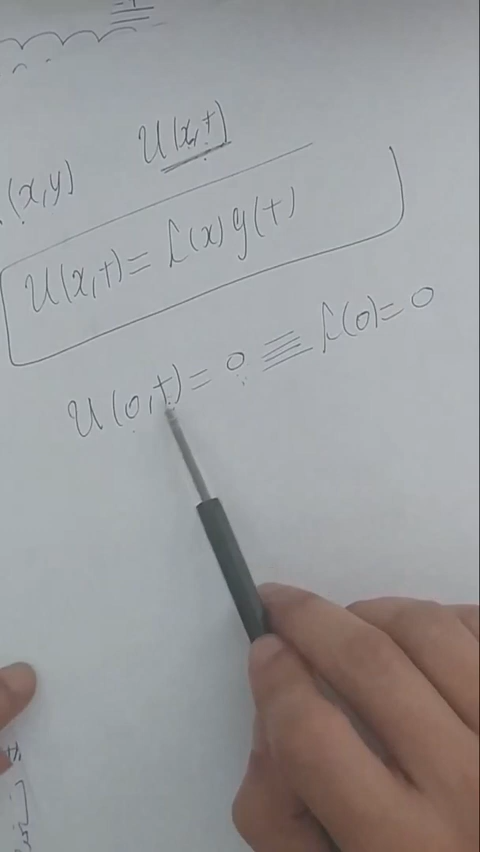 U(x,t)
(x,y)
U(x,t) = f(x) g(t)
U(0,t) = 0 ≡ f(0) = 0